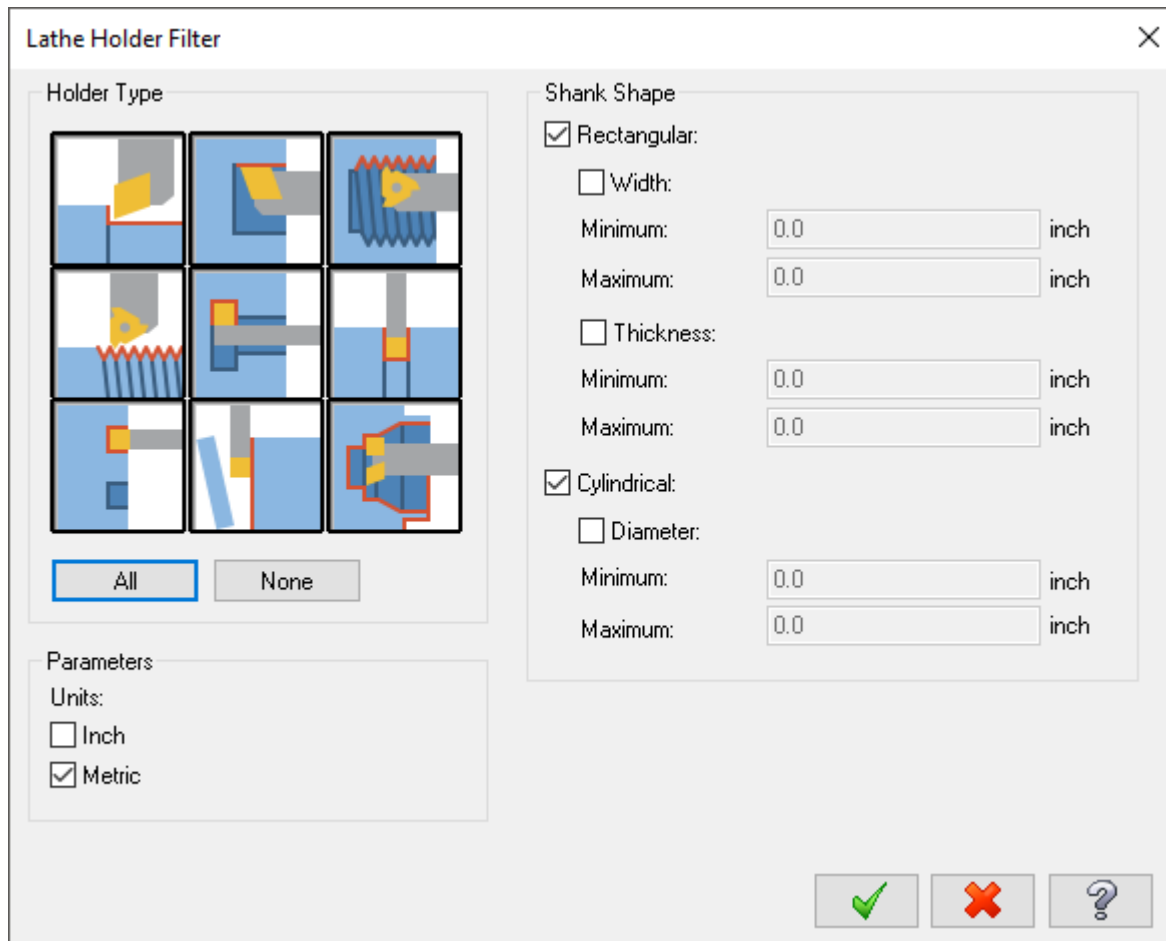 Lathe Holder Filter
Holder Type
All
None
Parameters
Units:
Inch
Metric
Shank Shape
Rectangular:
Width:
Minimum: 0.0 inch
Maximum: 0.0 inch
Thickness:
Minimum: 0.0 inch
Maximum: 0.0 inch
Cylindrical:
Diameter:
Minimum: 0.0 inch
Maximum: 0.0 inch